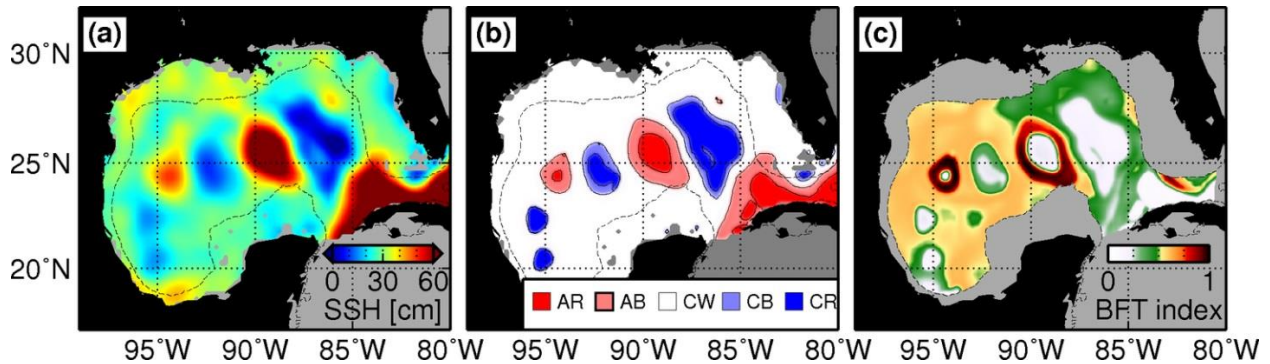 (a) (b) (c)
30°N
25°N
20°N
0 30 60
SSH [cm]
AR AB CW CB CR
0 1
BFT index
95°W 90°W 85°W 80°W 95°W 90°W 85°W 80°W 95°W 90°W 85°W 80°W